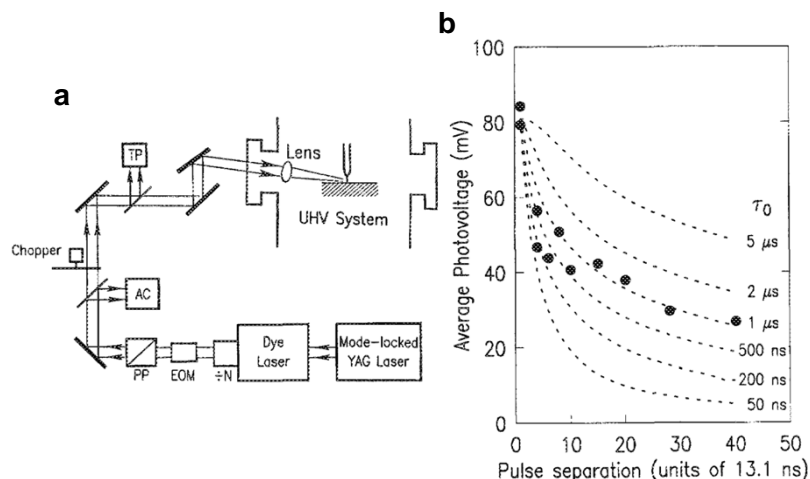 a
TP
Lens
UHV System
Chopper
AC
PP
EOM
÷N
Dye
Laser
Mode-locked
YAG Laser
b
Average Photovoltage (mV)
100
80
60
40
20
0
τ0
5 μs
2 μs
1 μs
500 ns
200 ns
50 ns
0 10 20 30 40 50
Pulse separation (units of 13.1 ns)